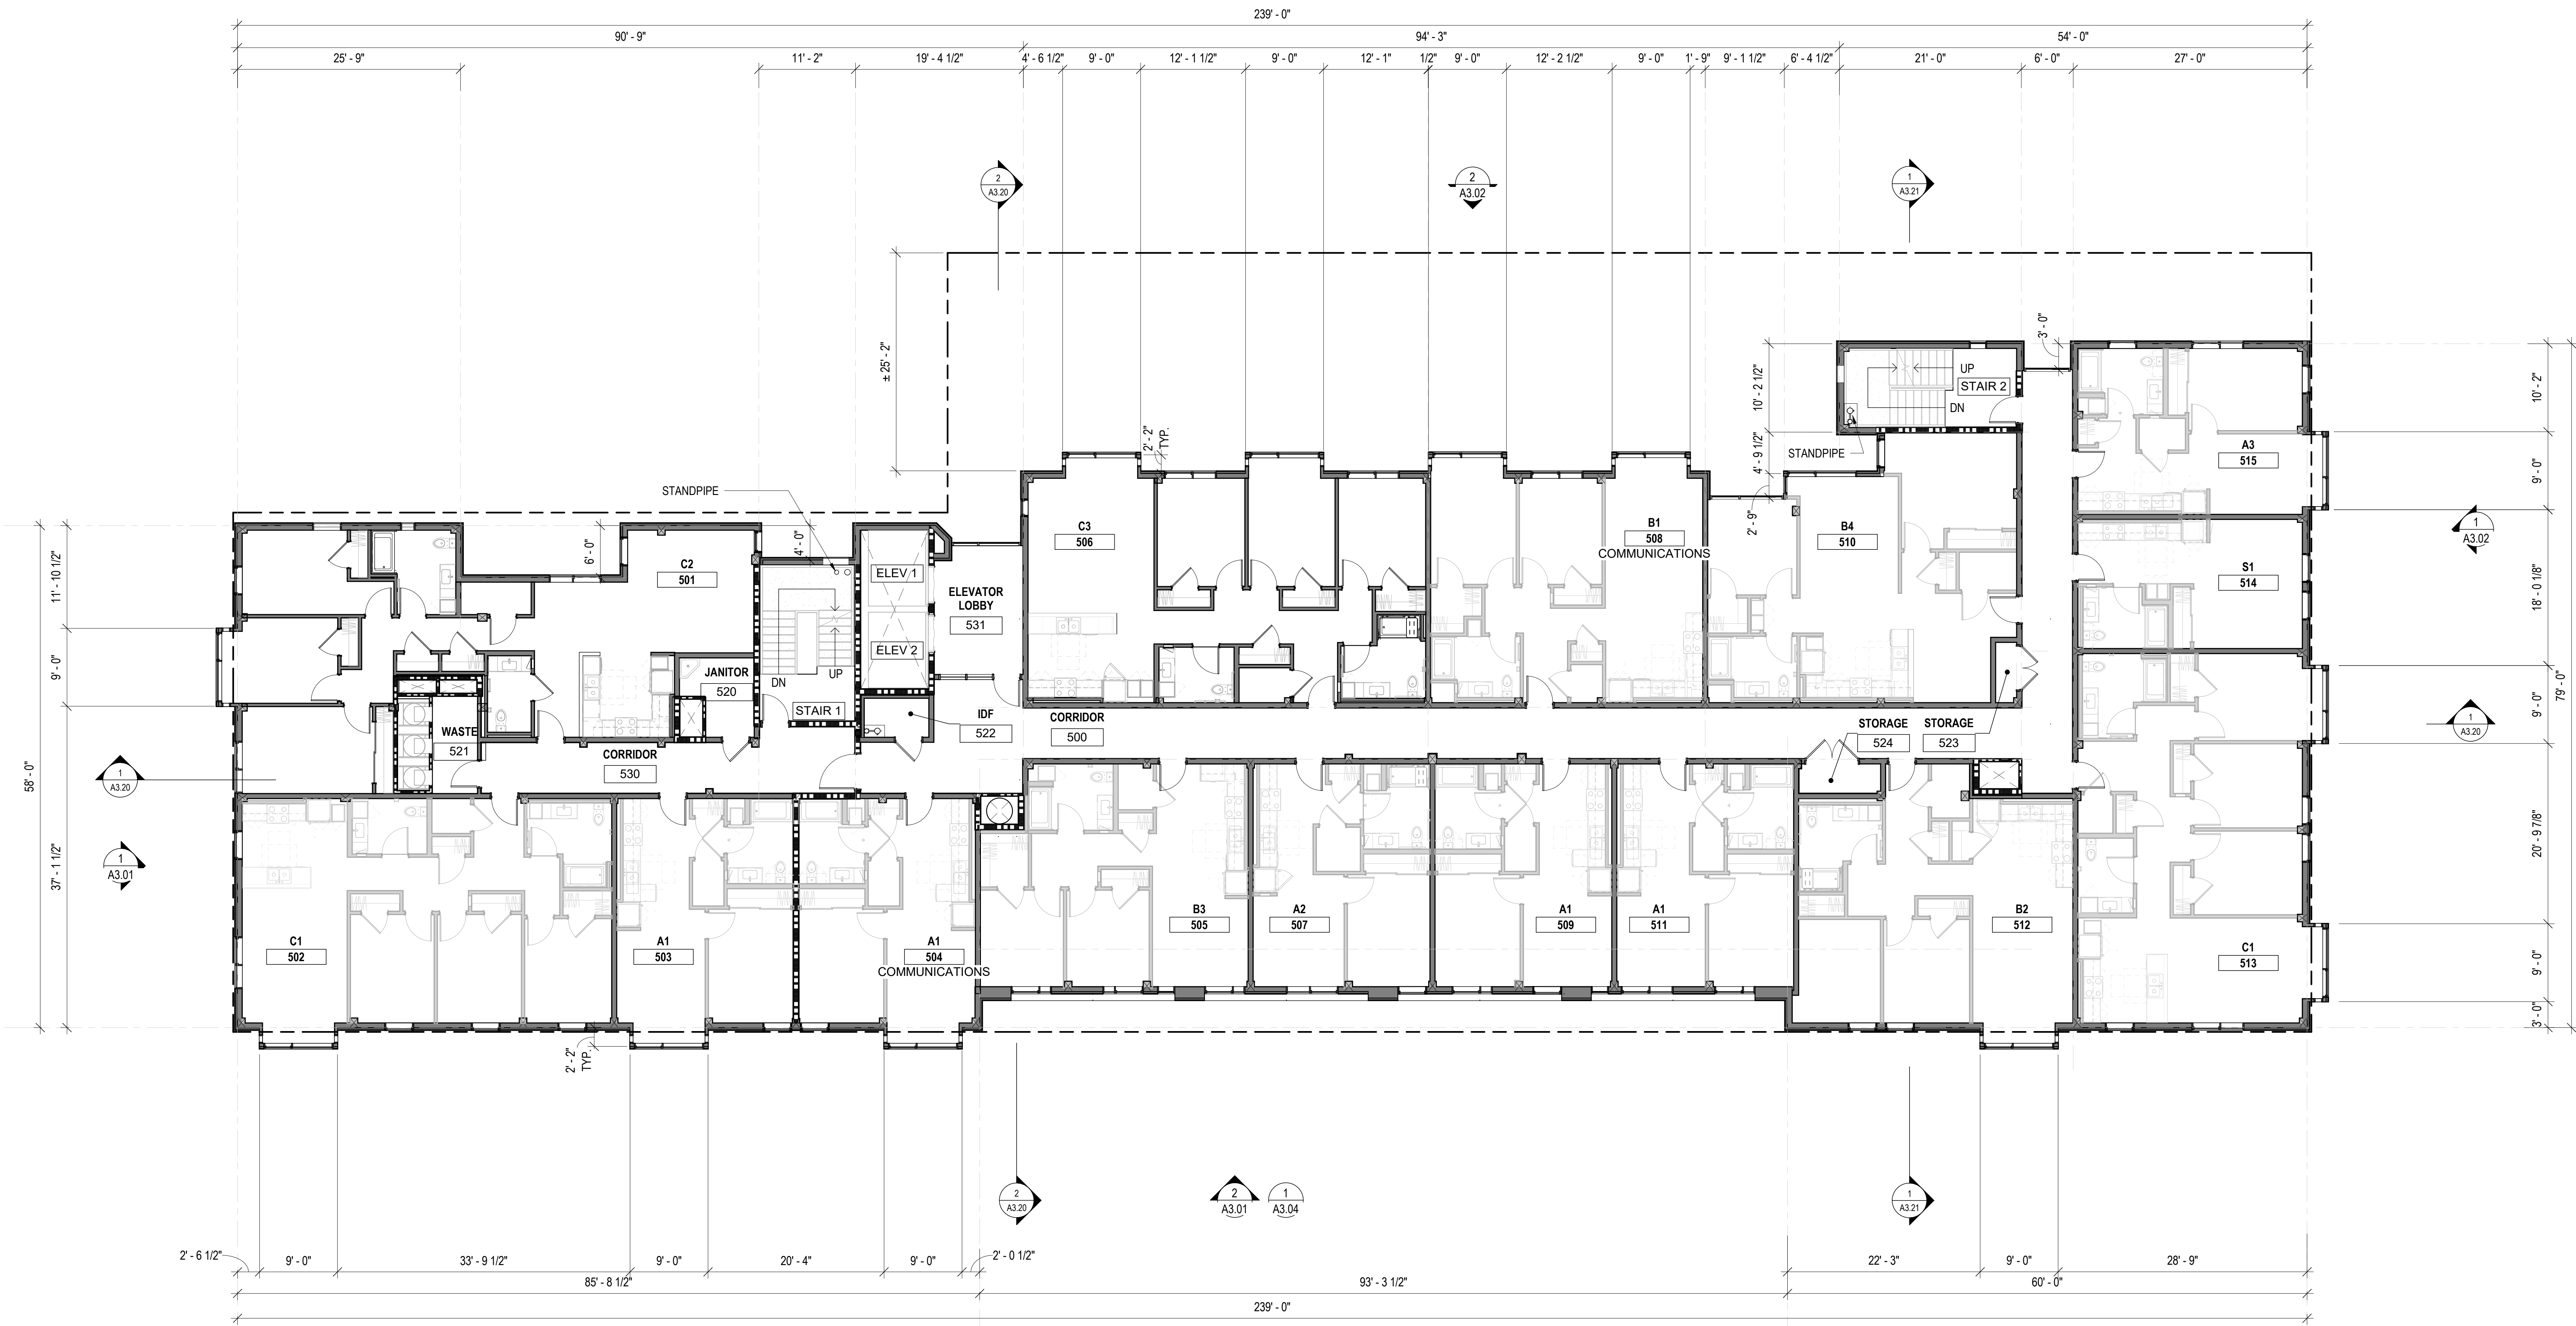 239' - 0"
90' - 9"
94' - 3"
54' - 0"
25' - 9"
11' - 2"
19' - 4 1/2"
4' - 6 1/2"
9' - 0"
12' - 1 1/2"
9' - 0"
12' - 1"
1/2"
9' - 0"
12' - 2 1/2"
9' - 0"
1' - 9"
9' - 1 1/2"
6' - 4 1/2"
21' - 0"
6' - 0"
27' - 0"
2
A3.20
2
A3.02
1
A3.21
± 25' - 2"
3' - 0"
10' - 2 1/2"
4' - 9 1/2"
2' - 9"
2' - 2"
TYP.
UP
STAIR 2
DN
STANDPIPE
10' - 2"
9' - 0"
18' - 0 1/8"
9' - 0"
79' - 0"
20' - 9 7/8"
9' - 0"
3' - 0"
A3
515
1
A3.02
STANDPIPE
58' - 0"
11' - 10 1/2"
9' - 0"
37' - 1 1/2"
6' - 0"
4' - 0"
C2
501
C3
506
B1
508
COMMUNICATIONS
B4
510
S1
514
ELEV 1
ELEV 2
ELEVATOR
LOBBY
531
JANITOR
520
DN
UP
STAIR 1
IDF
522
CORRIDOR
500
STORAGE
524
STORAGE
523
WASTE
521
CORRIDOR
530
1
A3.20
1
A3.20
1
A3.01
C1
502
A1
503
A1
504
COMMUNICATIONS
B3
505
A2
507
A1
509
A1
511
B2
512
C1
513
2' - 2"
TYP.
2
A3.20
2
A3.01
1
A3.04
1
A3.21
2' - 6 1/2"
9' - 0"
33' - 9 1/2"
9' - 0"
20' - 4"
9' - 0"
2' - 0 1/2"
22' - 3"
9' - 0"
28' - 9"
85' - 8 1/2"
93' - 3 1/2"
60' - 0"
239' - 0"